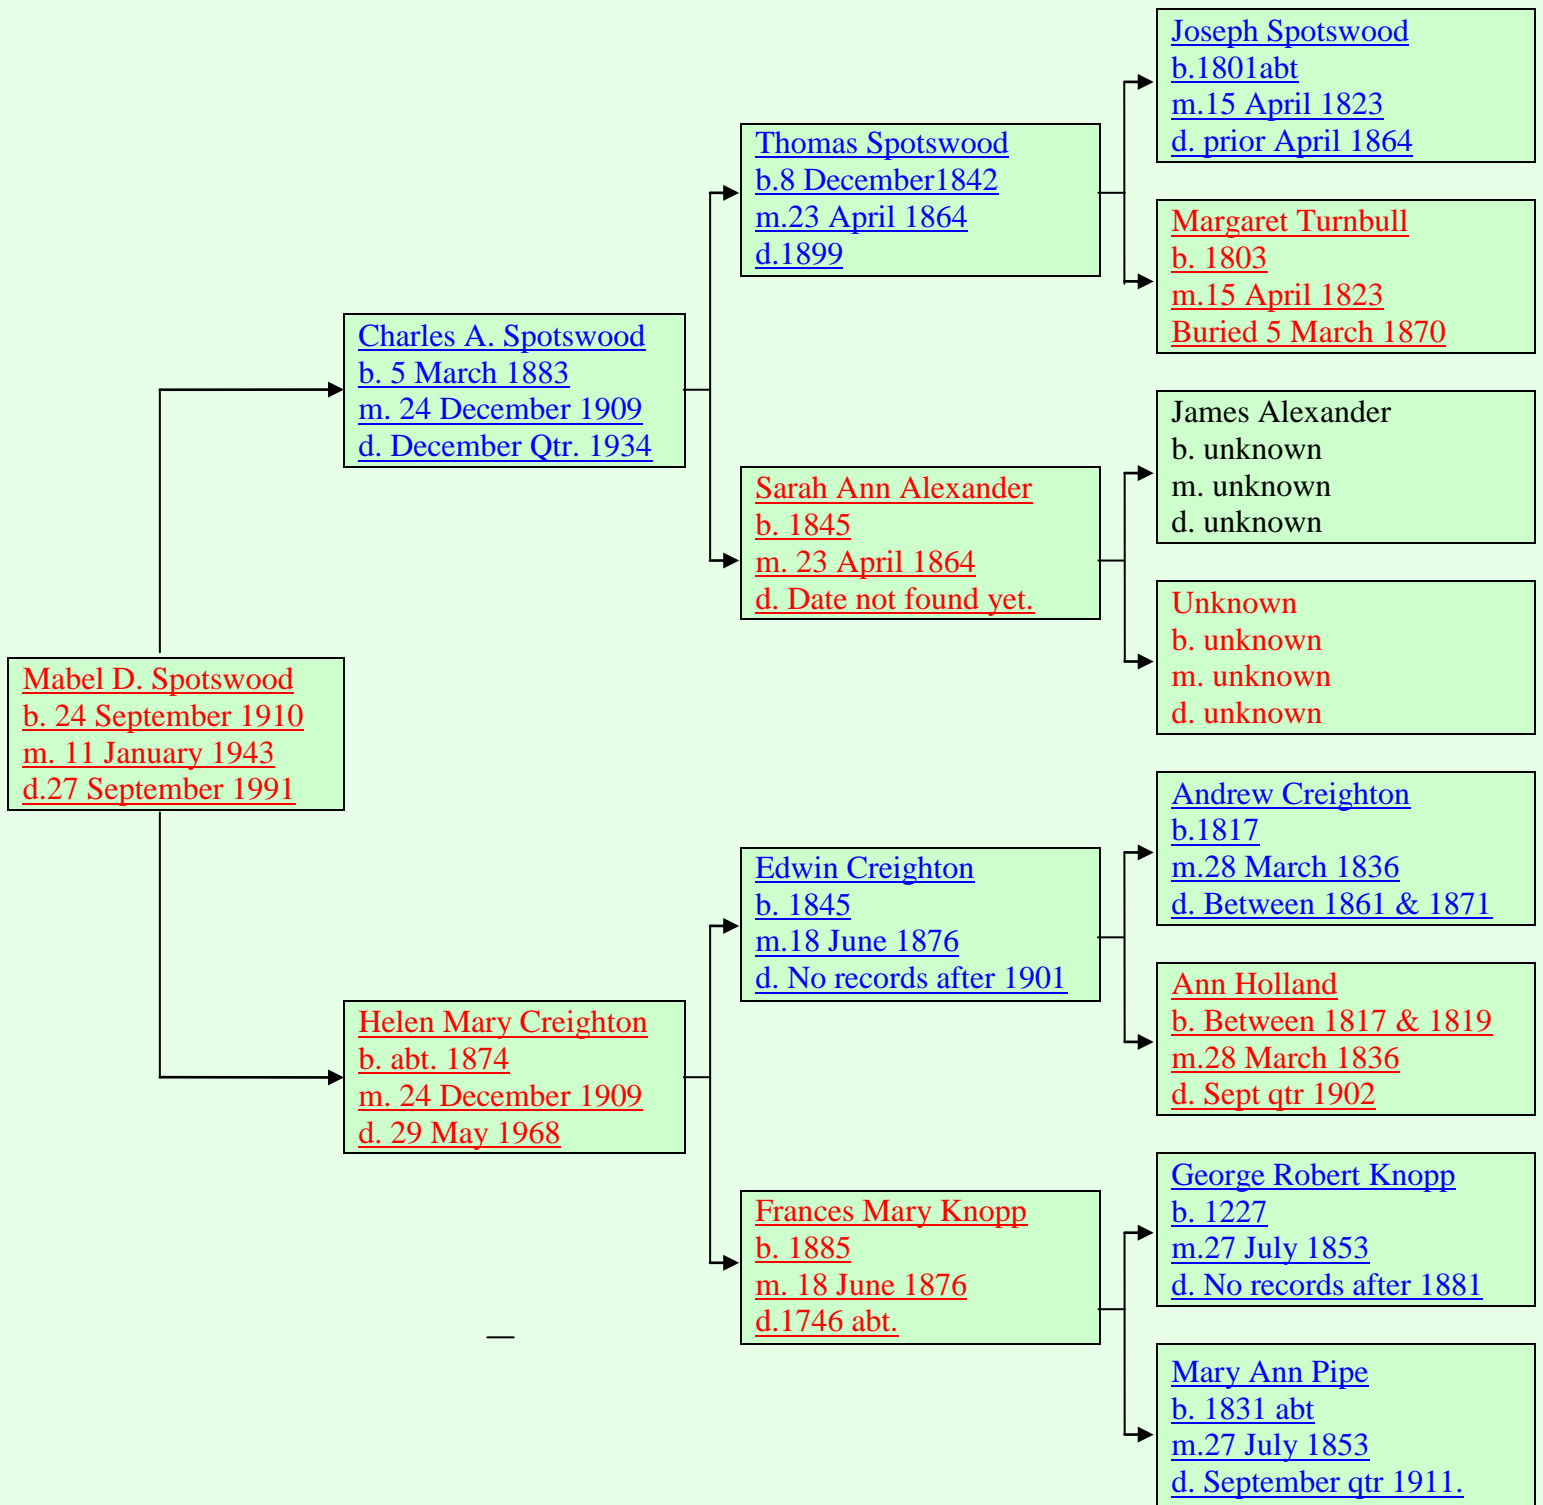 Joseph Spotswood
b.1801abt
m.15 April 1823
d. prior April 1864
Thomas Spotswood
b.8 December1842
m.23 April 1864
d.1899
Margaret Turnbull
b. 1803
m.15 April 1823
Buried 5 March 1870
Charles A. Spotswood
b. 5 March 1883
m. 24 December 1909
d. December Qtr. 1934
James Alexander
b. unknown
m. unknown
d. unknown
Sarah Ann Alexander
b. 1845
m. 23 April 1864
d. Date not found yet.
Unknown
b. unknown
m. unknown
d. unknown
Mabel D. Spotswood
b. 24 September 1910
m. 11 January 1943
d.27 September 1991
Andrew Creighton
b.1817
m.28 March 1836
d. Between 1861 & 1871
Edwin Creighton
b. 1845
m.18 June 1876
d. No records after 1901
Ann Holland
b. Between 1817 & 1819
m.28 March 1836
d. Sept qtr 1902
Helen Mary Creighton
b. abt. 1874
m. 24 December 1909
d. 29 May 1968
George Robert Knopp
b. 1227
m.27 July 1853
d. No records after 1881
Frances Mary Knopp
b. 1885
m. 18 June 1876
d.1746 abt.
Mary Ann Pipe
b. 1831 abt
m.27 July 1853
d. September qtr 1911.